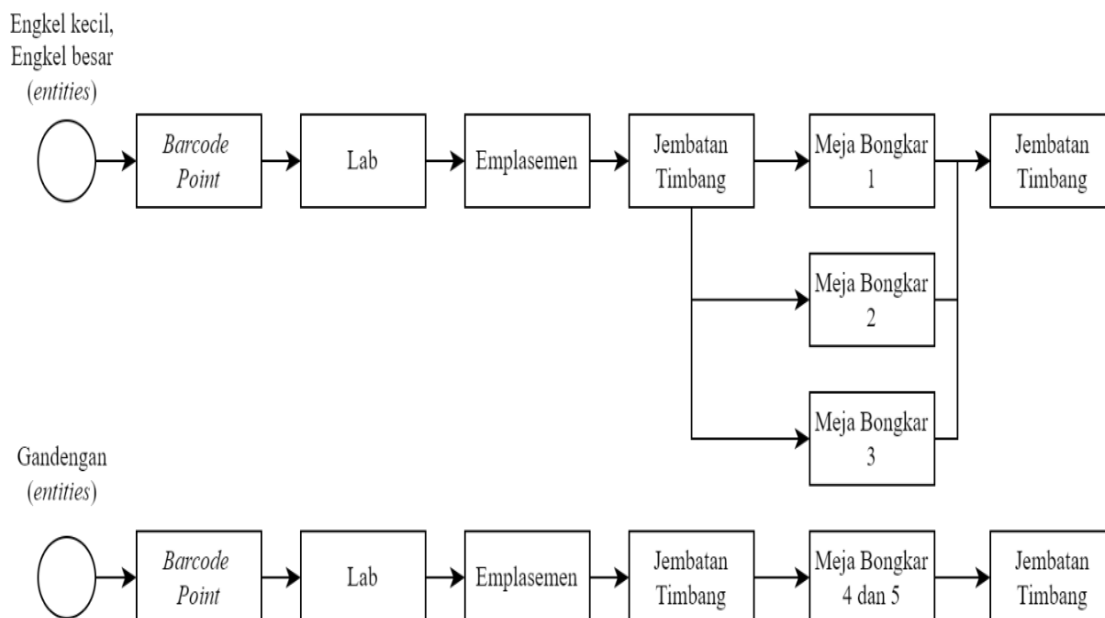 Engkel kecil,
Engkel besar
(entities)
Barcode
Point
Lab
Emplasemen
Jembatan
Timbang
Meja Bongkar
1
Jembatan
Timbang
Meja Bongkar
2
Meja Bongkar
3
Gandengan
(entities)
Barcode
Point
Lab
Emplasemen
Jembatan
Timbang
Meja Bongkar
4 dan 5
Jembatan
Timbang